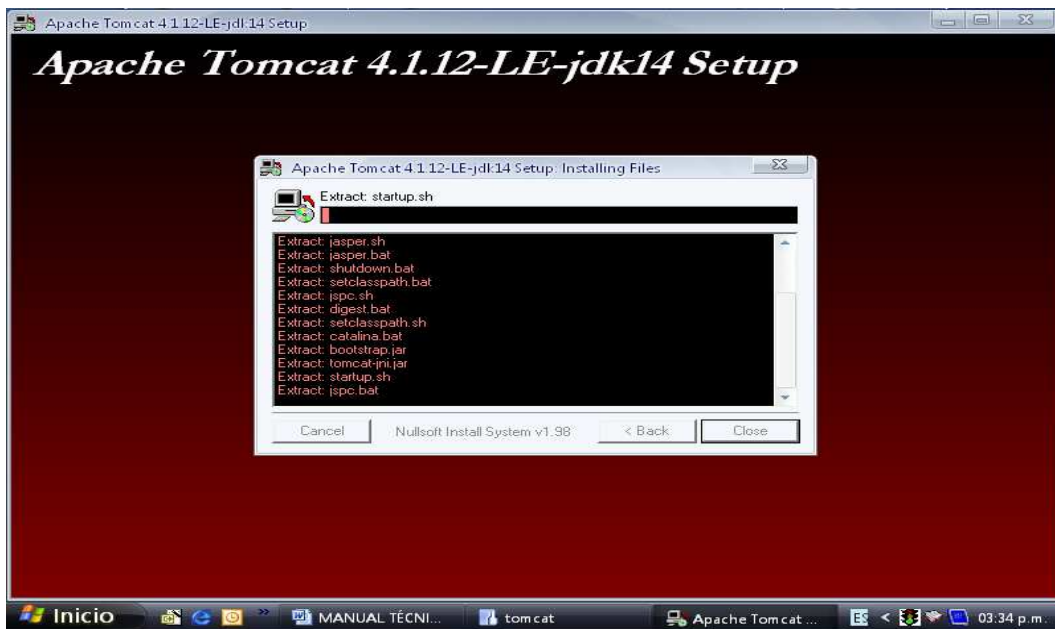 Apache Tomcat 4.1.12-LE-jdk14 Setup
Apache Tomcat 4.1.12-LE-jdk14 Setup
Apache Tomcat 4.1.12-LE-jdk14 Setup: Installing Files
Extract: startup.sh
Extract: jasper.sh
Extract: jasper.bat
Extract: shutdown.bat
Extract: setclasspath.bat
Extract: jspc.sh
Extract: digest.bat
Extract: setclasspath.sh
Extract: catalina.bat
Extract: bootstrap.jar
Extract: tomcat-jni.jar
Extract: startup.sh
Extract: jspc.bat
Cancel Nullsoft Install System v1.98 < Back Close
Inicio » MANUAL TÉCNI... tomcat Apache Tomcat ... ES < 03:34 p.m.